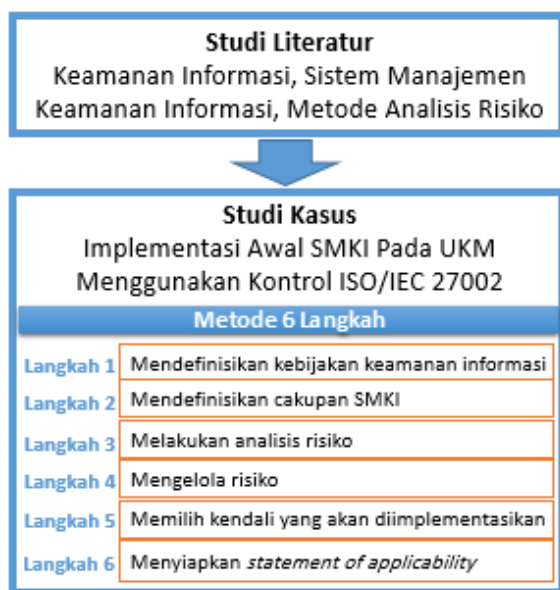 Studi Literatur
Keamanan Informasi, Sistem Manajemen
Keamanan Informasi, Metode Analisis Risiko
Studi Kasus
Implementasi Awal SMKI Pada UKM
Menggunakan Kontrol ISO/IEC 27002
Metode 6 Langkah
Langkah 1 Mendefinisikan kebijakan keamanan informasi
Langkah 2 Mendefinisikan cakupan SMKI
Langkah 3 Melakukan analisis risiko
Langkah 4 Mengelola risiko
Langkah 5 Memilih kendali yang akan diimplementasikan
Langkah 6 Menyiapkan statement of applicability